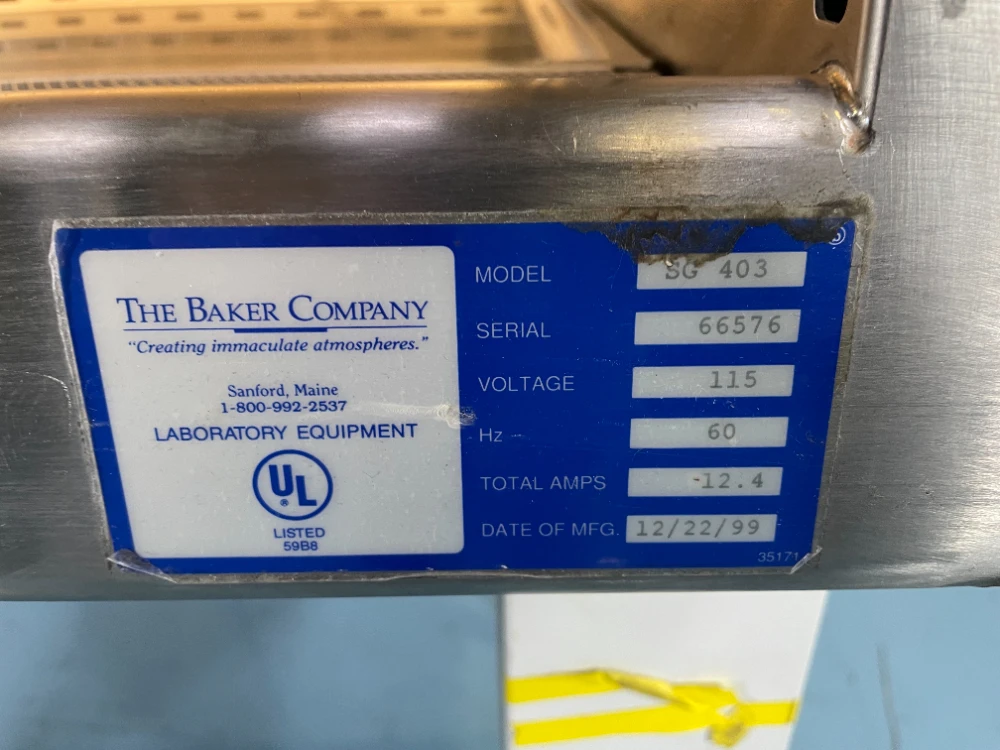 THE BAKER COMPANY
"Creating immaculate atmospheres."
Sanford, Maine
1-800-992-2537
LABORATORY EQUIPMENT
UL
LISTED
59B8
MODEL SG 403
SERIAL 66576
VOLTAGE 115
Hz 60
TOTAL AMPS -12.4
DATE OF MFG. 12/22/99
35171